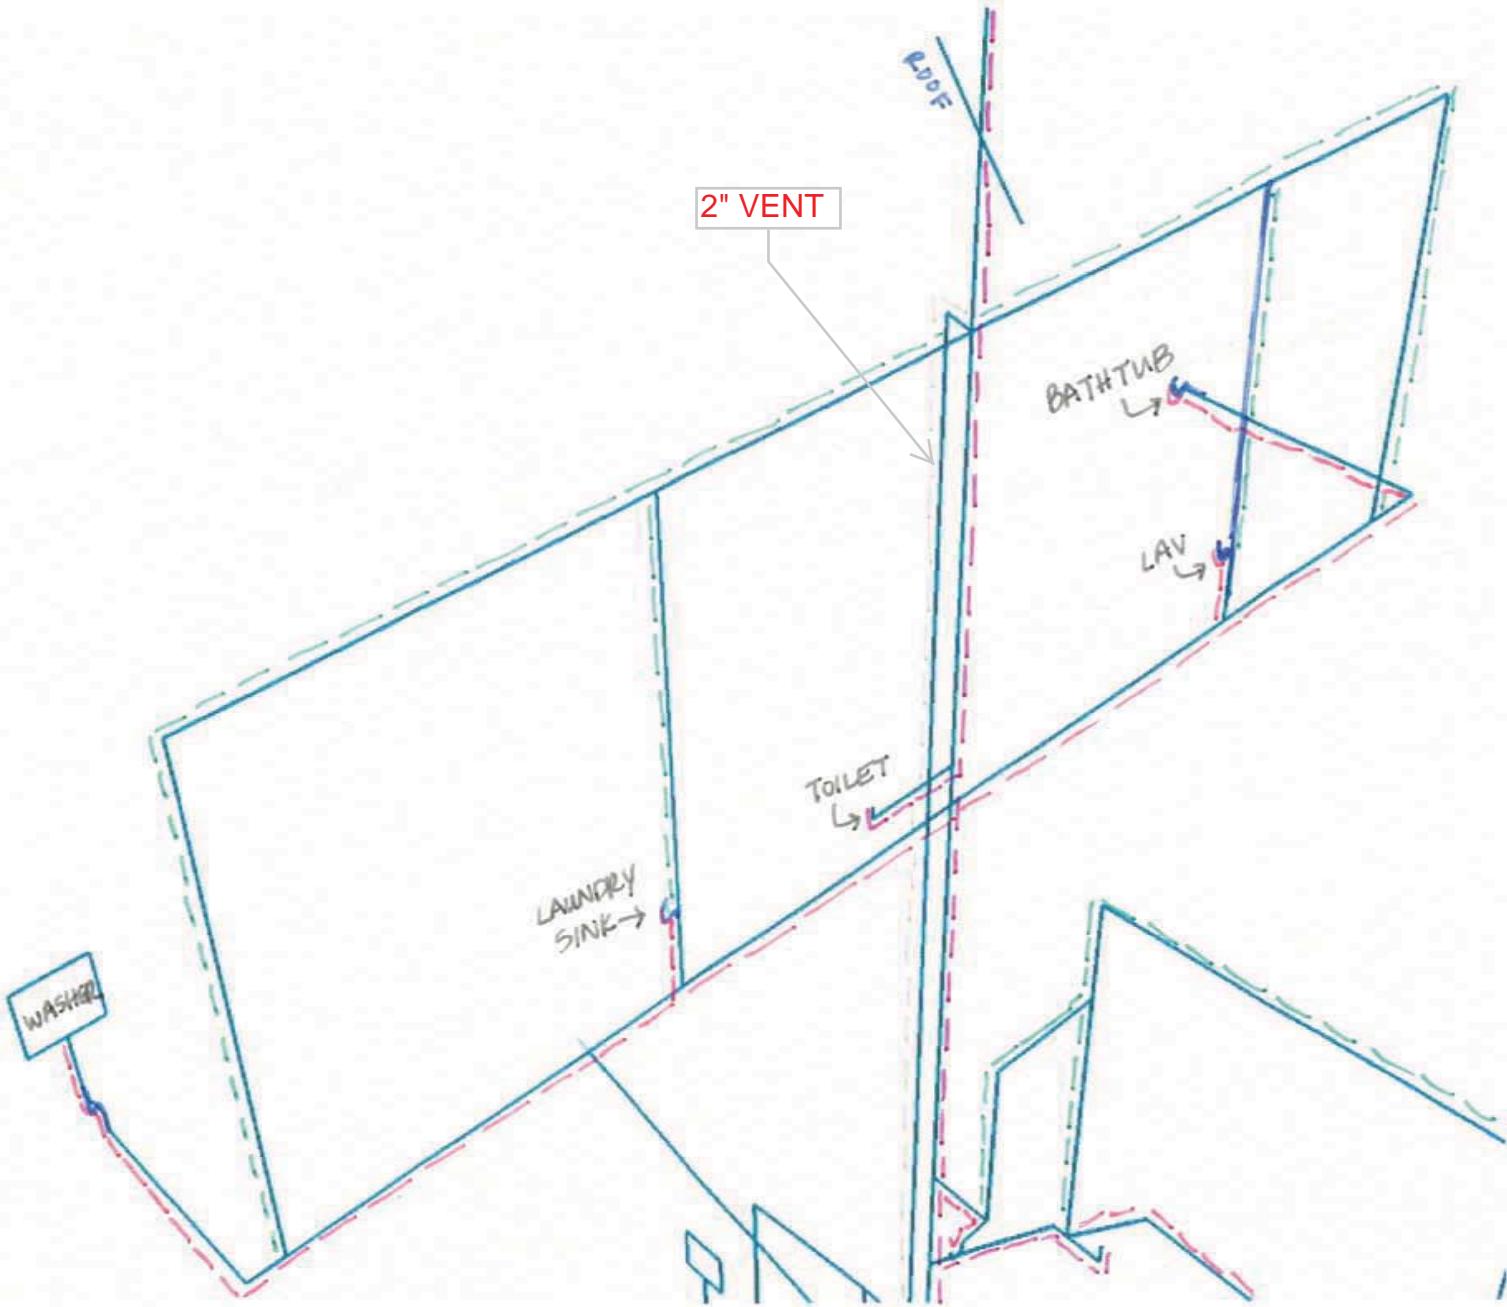 ROOF
2" VENT
BATHTUB
LAV
TOILET
LAUNDRY
SINK
WASHER